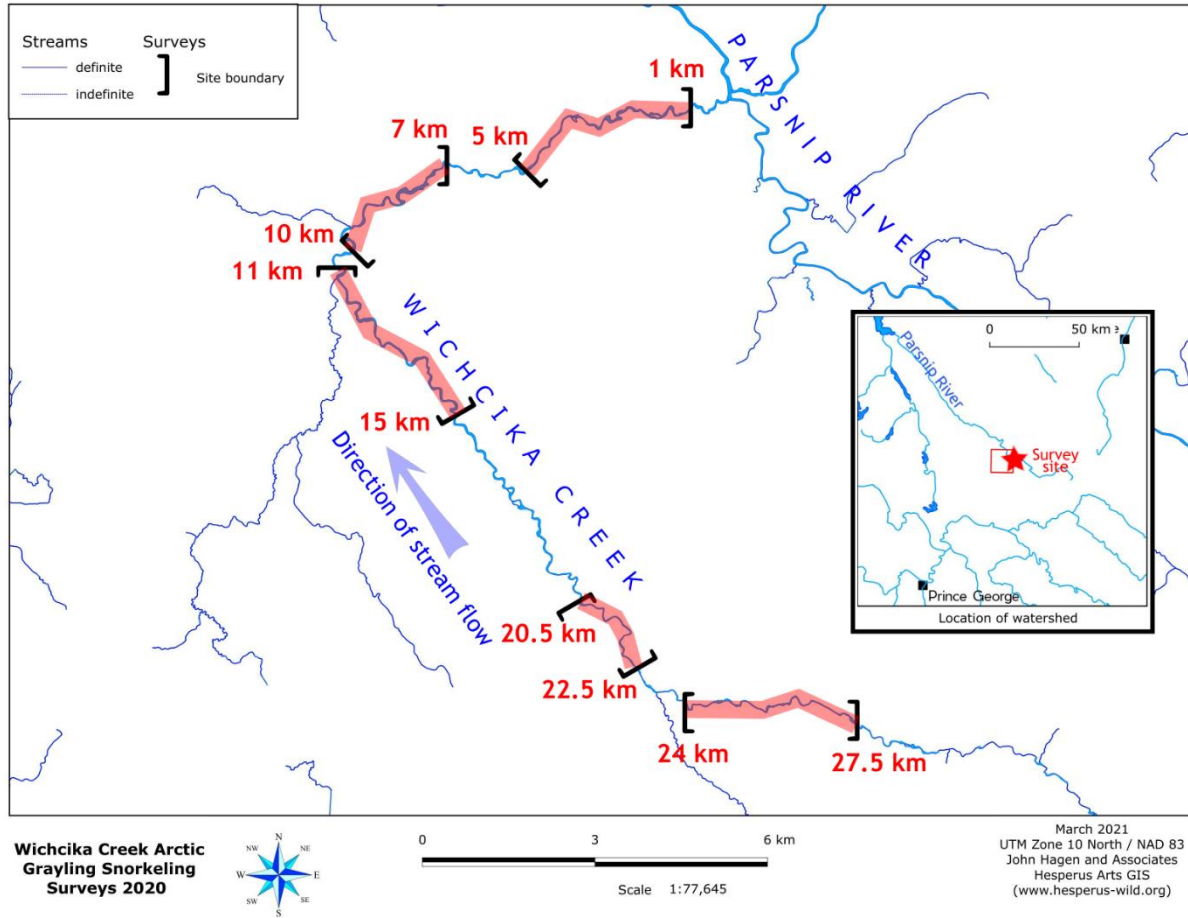 Streams
Surveys
definite
indefinite
Site boundary
1 km
PARSNIP RIVER
7 km
5 km
10 km
11 km
WICHCIKA CREEK
15 km
Direction of stream flow
20.5 km
22.5 km
24 km
27.5 km
0 50 km
e
Parsnip River
Survey
site
Prince George
Location of watershed
Wichcika Creek Arctic
Grayling Snorkeling
Surveys 2020
N
NW NE
W E
SW SE
S
0 3 6 km
Scale 1:77,645
March 2021
UTM Zone 10 North / NAD 83
John Hagen and Associates
Hesperus Arts GIS
(www.hesperus-wild.org)